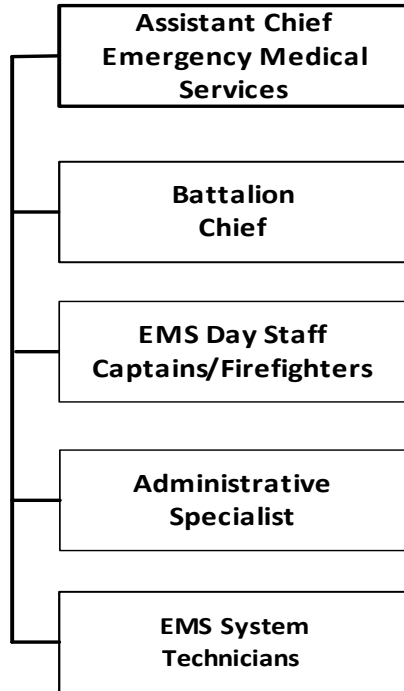 Assistant Chief
Emergency Medical
Services
Battalion
Chief
EMS Day Staff
Captains/Firefighters
Administrative
Specialist
EMS System
Technicians